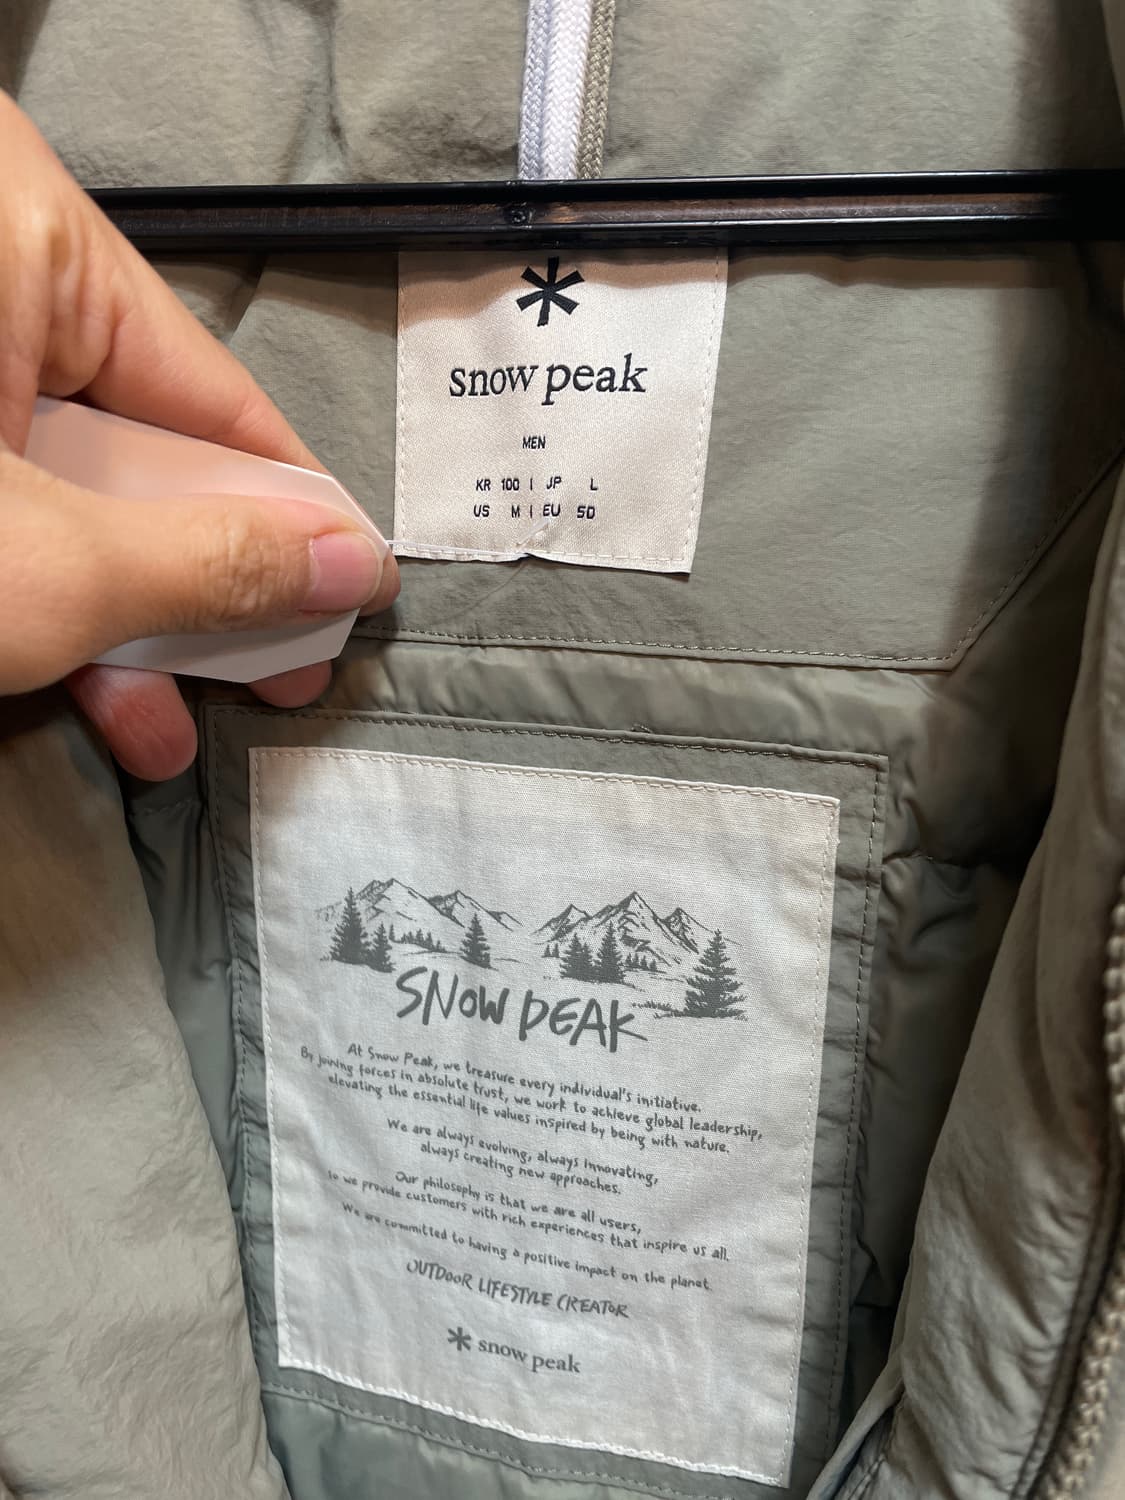 snow peak
MEN
KR 100 | JP L
US M | EU 50
SNOW PEAK
At Snow Peak, we treasure every individual's initiative.
By joining forces in absolute trust, we work to achieve global leadership,
elevating the essential life values inspired by being with nature.
We are always evolving, always innovating,
always creating new approaches.
Our philosophy is that we are all users,
so we provide customers with rich experiences that inspire us all.
We are committed to having a positive impact on the planet.
OUTDOOR LIFESTYLE CREATOR
snow peak